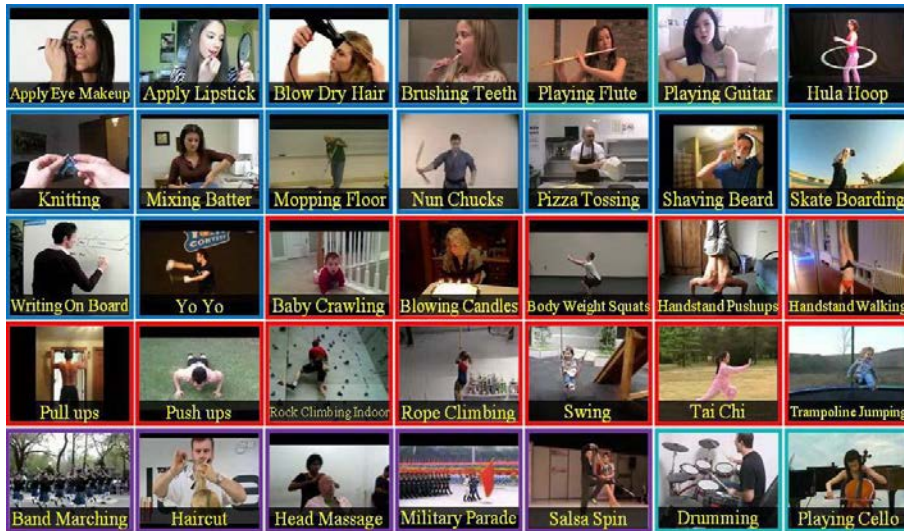 Apply Eye Makeup
Apply Lipstick
Blow Dry Hair
Brushing Teeth
Playing Flute
Playing Guitar
Hula Hoop
Knitting
Mixing Batter
Mopping Floor
Nun Chucks
Pizza Tossing
Shaving Beard
Skate Boarding
CONTEST
Writing On Board
Yo Yo
Baby Crawling
Blowing Candles
Body Weight Squats
Handstand Pushups
Handstand Walking
Pull ups
Push ups
Rock Climbing Indoor
Rope Climbing
Swing
Tai Chi
Trampoline Jumping
Band Marching
Haircut
Head Massage
Military Parade
Salsa Spin
Drumming
Playing Cello